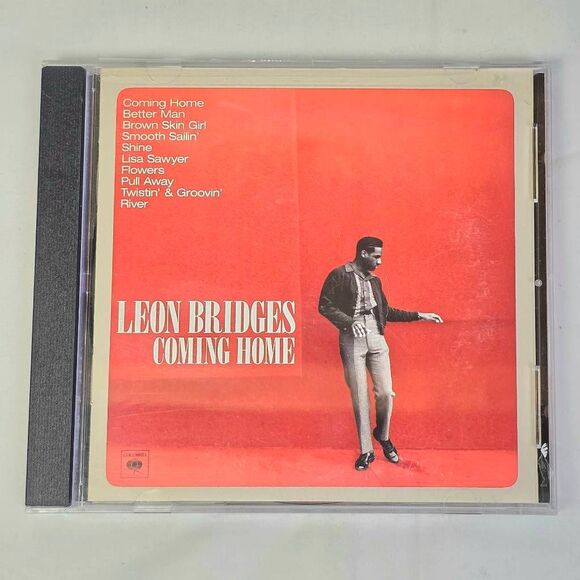 Coming Home
Better Man
Brown Skin Girl
Smooth Sailin'
Shine
Lisa Sawyer
Flowers
Pull Away
Twistin' & Groovin'
River
LEON BRIDGES
COMING HOME
COLUMBIA